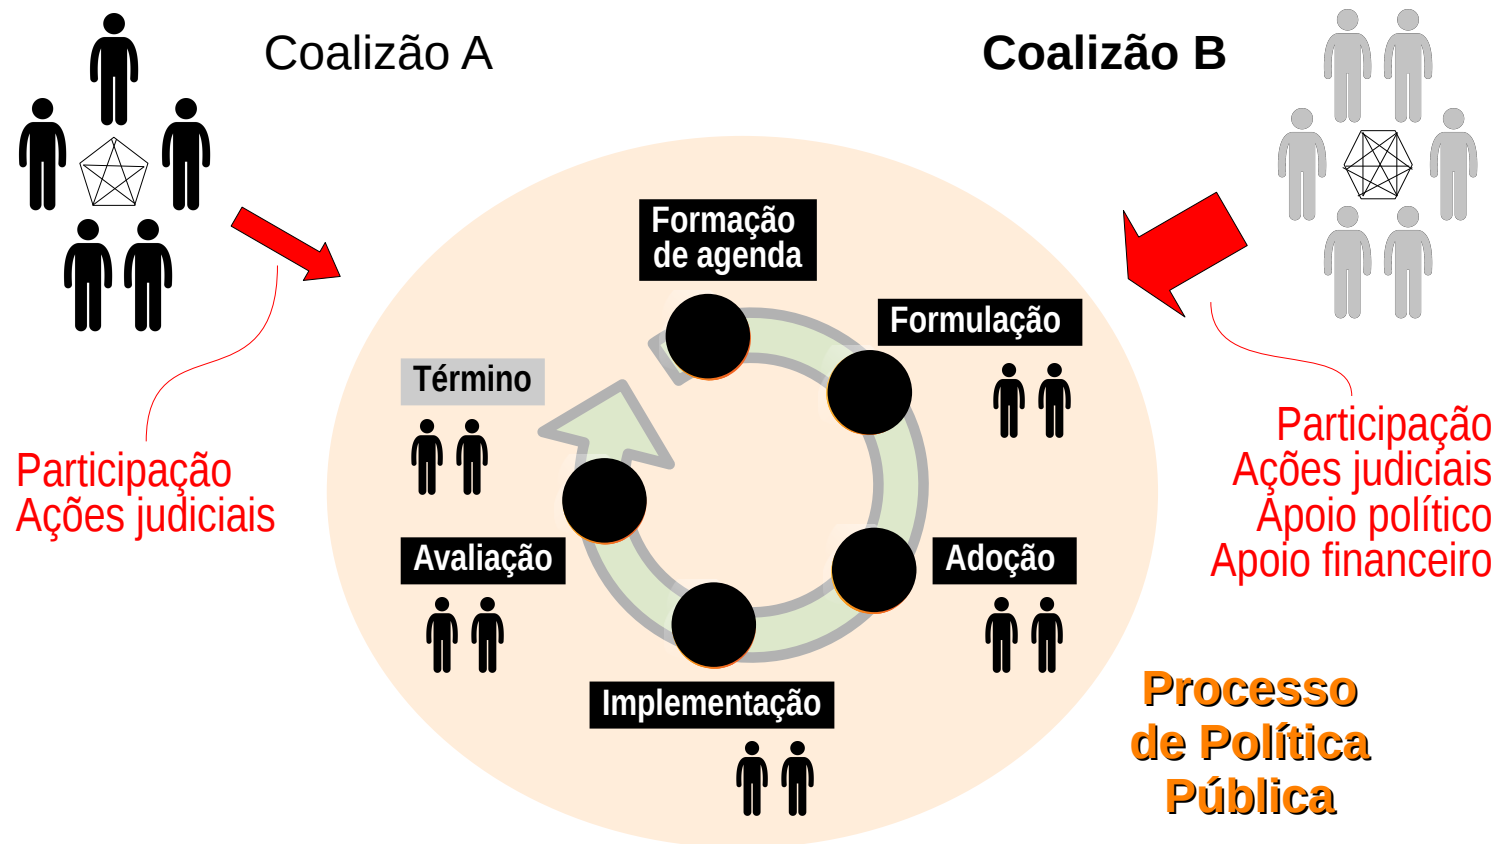 Coalizão A
Coalizão B
Formação
de agenda
Formulação
Término
Participação
Ações judiciais
Participação
Ações judiciais
Apoio político
Apoio financeiro
Avaliação
Adoção
Implementação
Processo
de Política
Pública